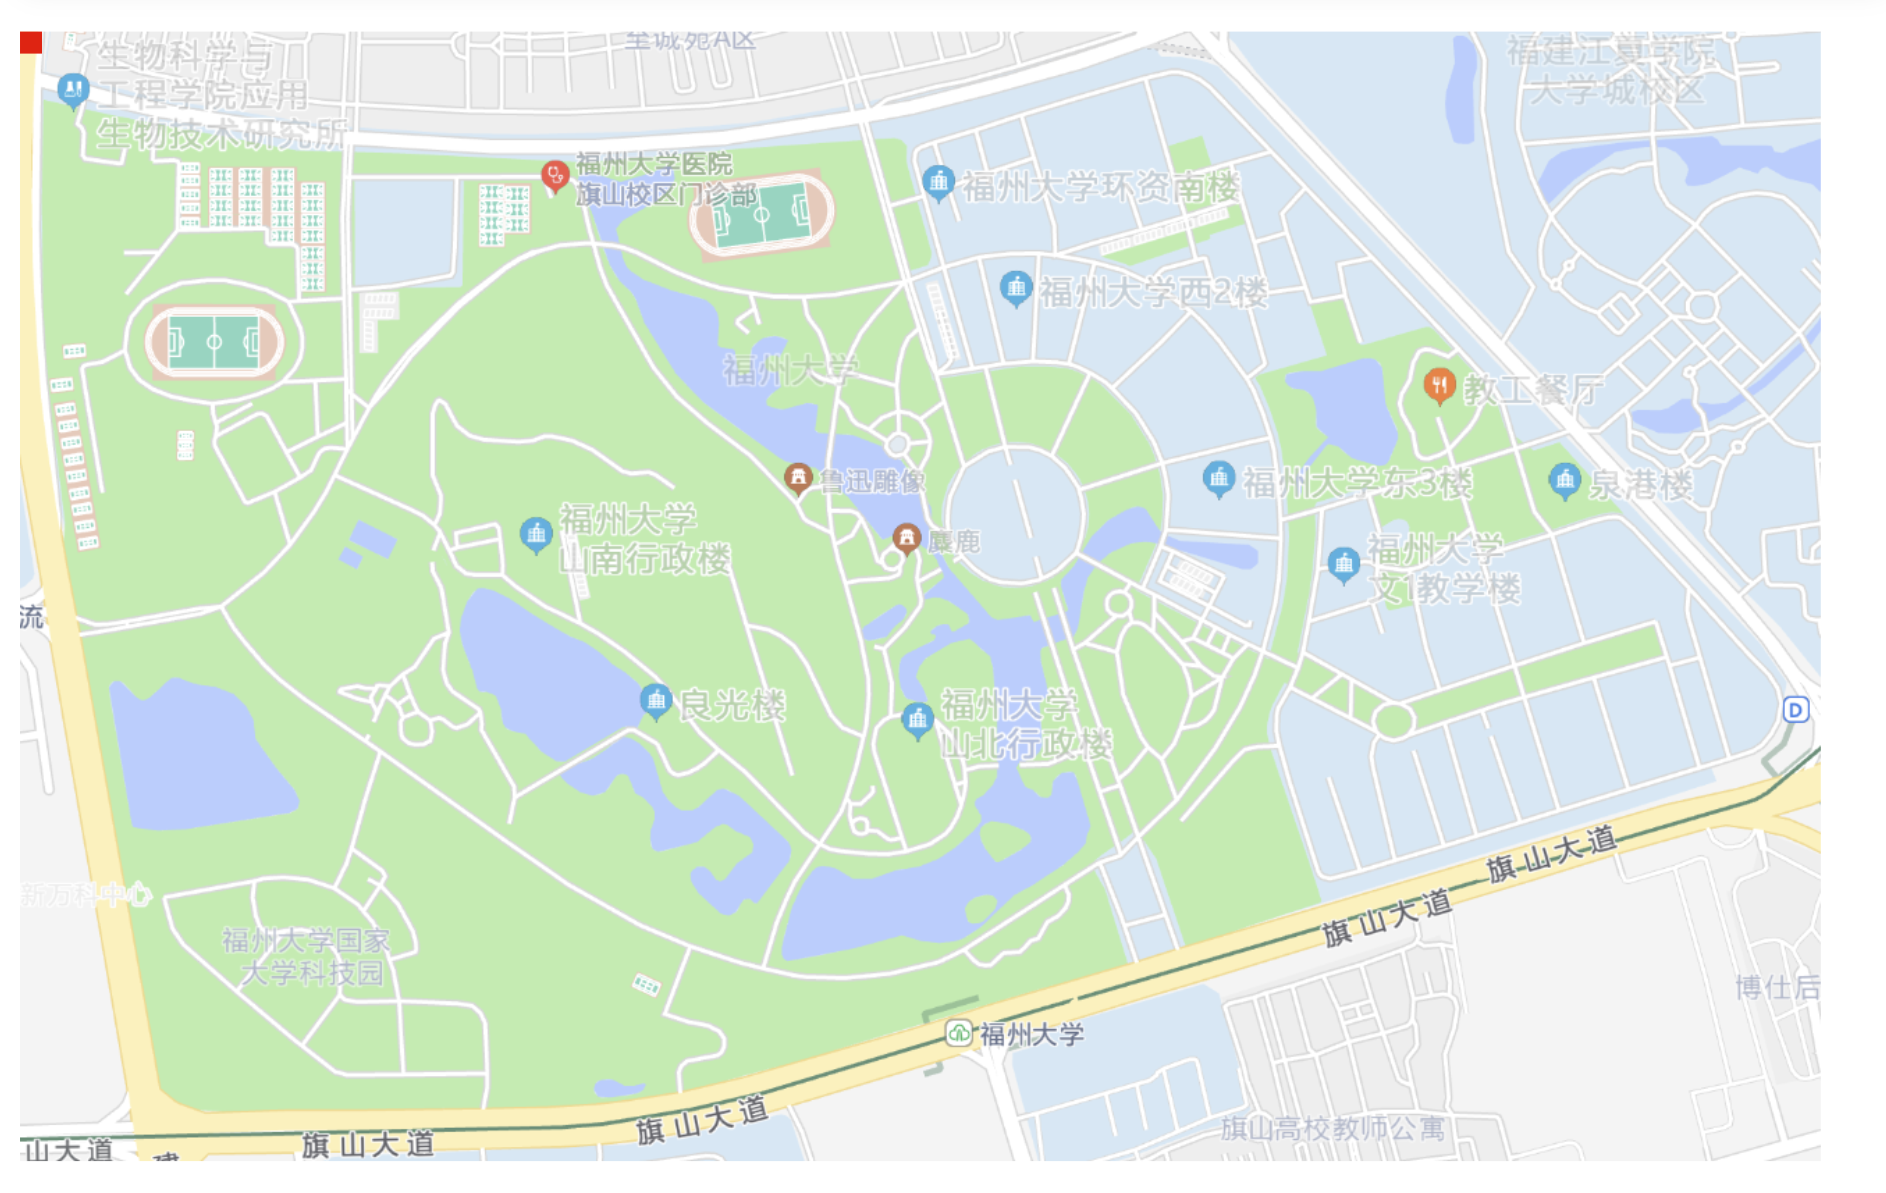 至诚苑A区
生物科学与
工程学院应用
生物技术研究所
福建江夏学院
大学城校区
福州大学医院
旗山校区门诊部
福州大学环资南楼
福州大学西2楼
福州大学
教工餐厅
鲁迅雕像
福州大学东3楼
泉港楼
麋鹿
福州大学
山南行政楼
福州大学
文1教学楼
流
良光楼
福州大学
山北行政楼
D
旗山大道
新万科中心
旗山大道
福州大学国家
大学科技园
博仕后
福州大学
旗山大道
旗山高校教师公寓
旗山大道
山大道